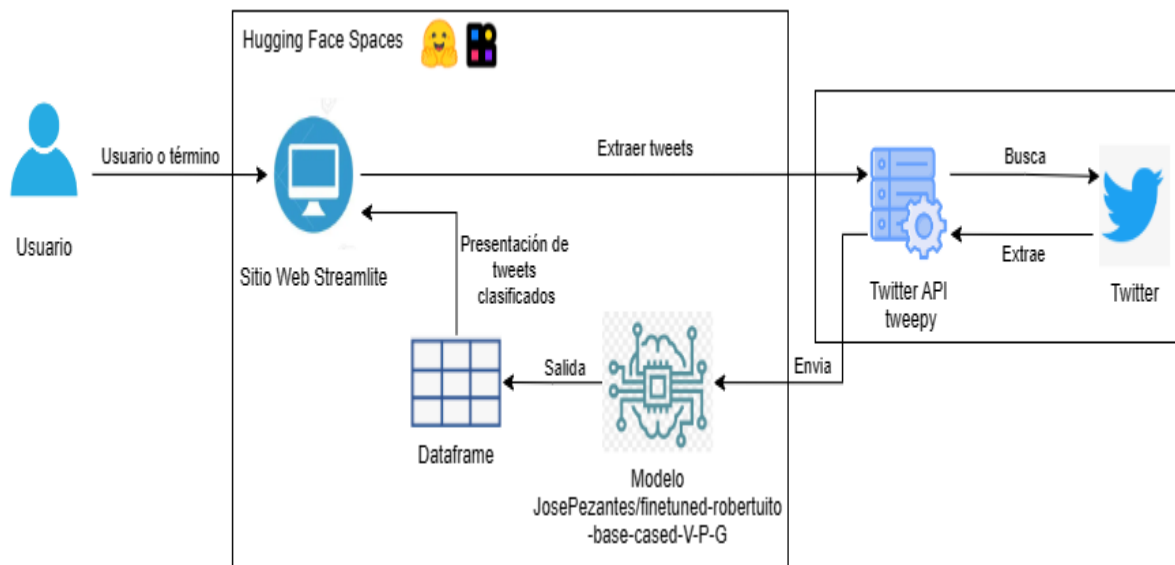 Hugging Face Spaces
Usuario o término
Extraer tweets
Busca
Usuario
Sitio Web Streamlite
Presentación de
tweets
clasificados
Extrae
Twitter API
tweepy
Twitter
Envia
Salida
Dataframe
Modelo
JosePezantes/finetuned-robertuito
-base-cased-V-P-G